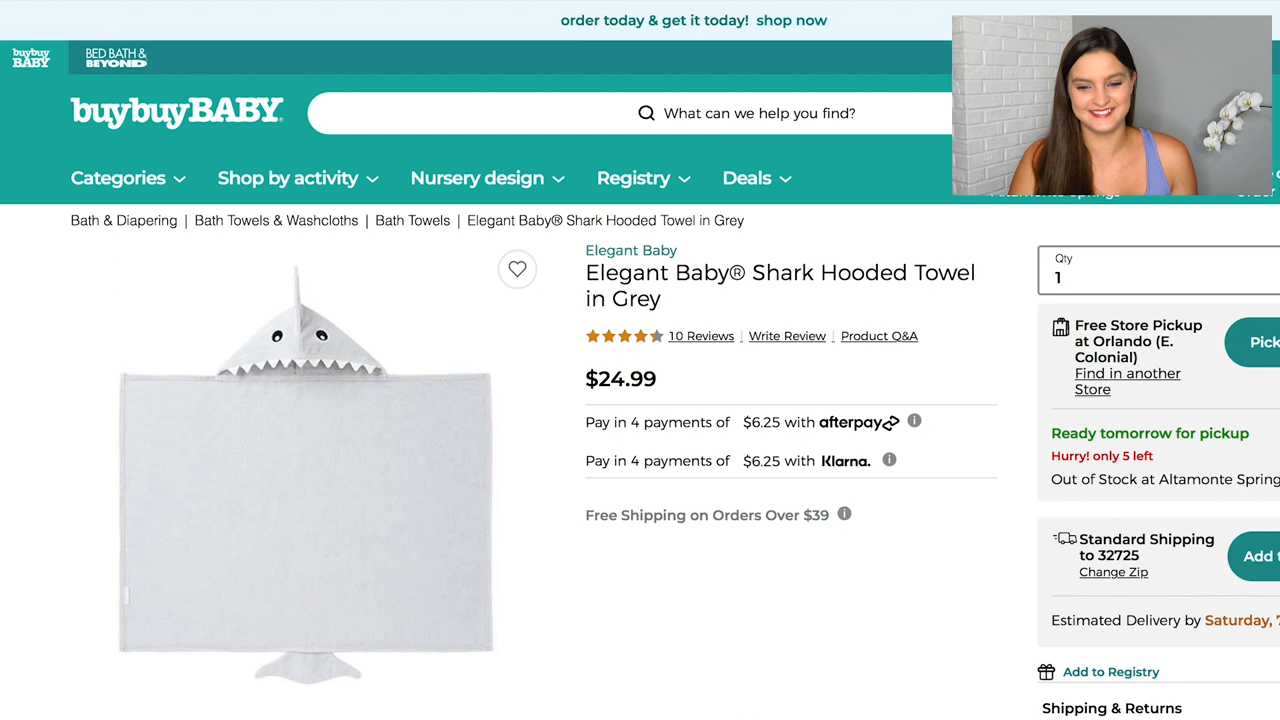 order today & get it today! shop now
buybuy
BABY
BED BATH &
BEYOND
buybuy BABY
What can we help you find?
Categories
Shop by activity
Nursery design
Registry
Deals
Bath & Diapering | Bath Towels & Washcloths | Bath Towels | Elegant Baby® Shark Hooded Towel in Grey
Elegant Baby
Elegant Baby® Shark Hooded Towel
in Grey
10 Reviews | Write Review | Product Q&A
$24.99
Pay in 4 payments of $6.25 with afterpay
Pay in 4 payments of $6.25 with Klarna.
Free Shipping on Orders Over $39
Qty
1
Free Store Pickup
at Orlando (E.
Colonial)
Find in another
Store
Pick
Ready tomorrow for pickup
Hurry! only 5 left
Out of Stock at Altamonte Spring
Standard Shipping
to 32725
Change Zip
Add
Estimated Delivery by Saturday,
Add to Registry
Shipping & Returns